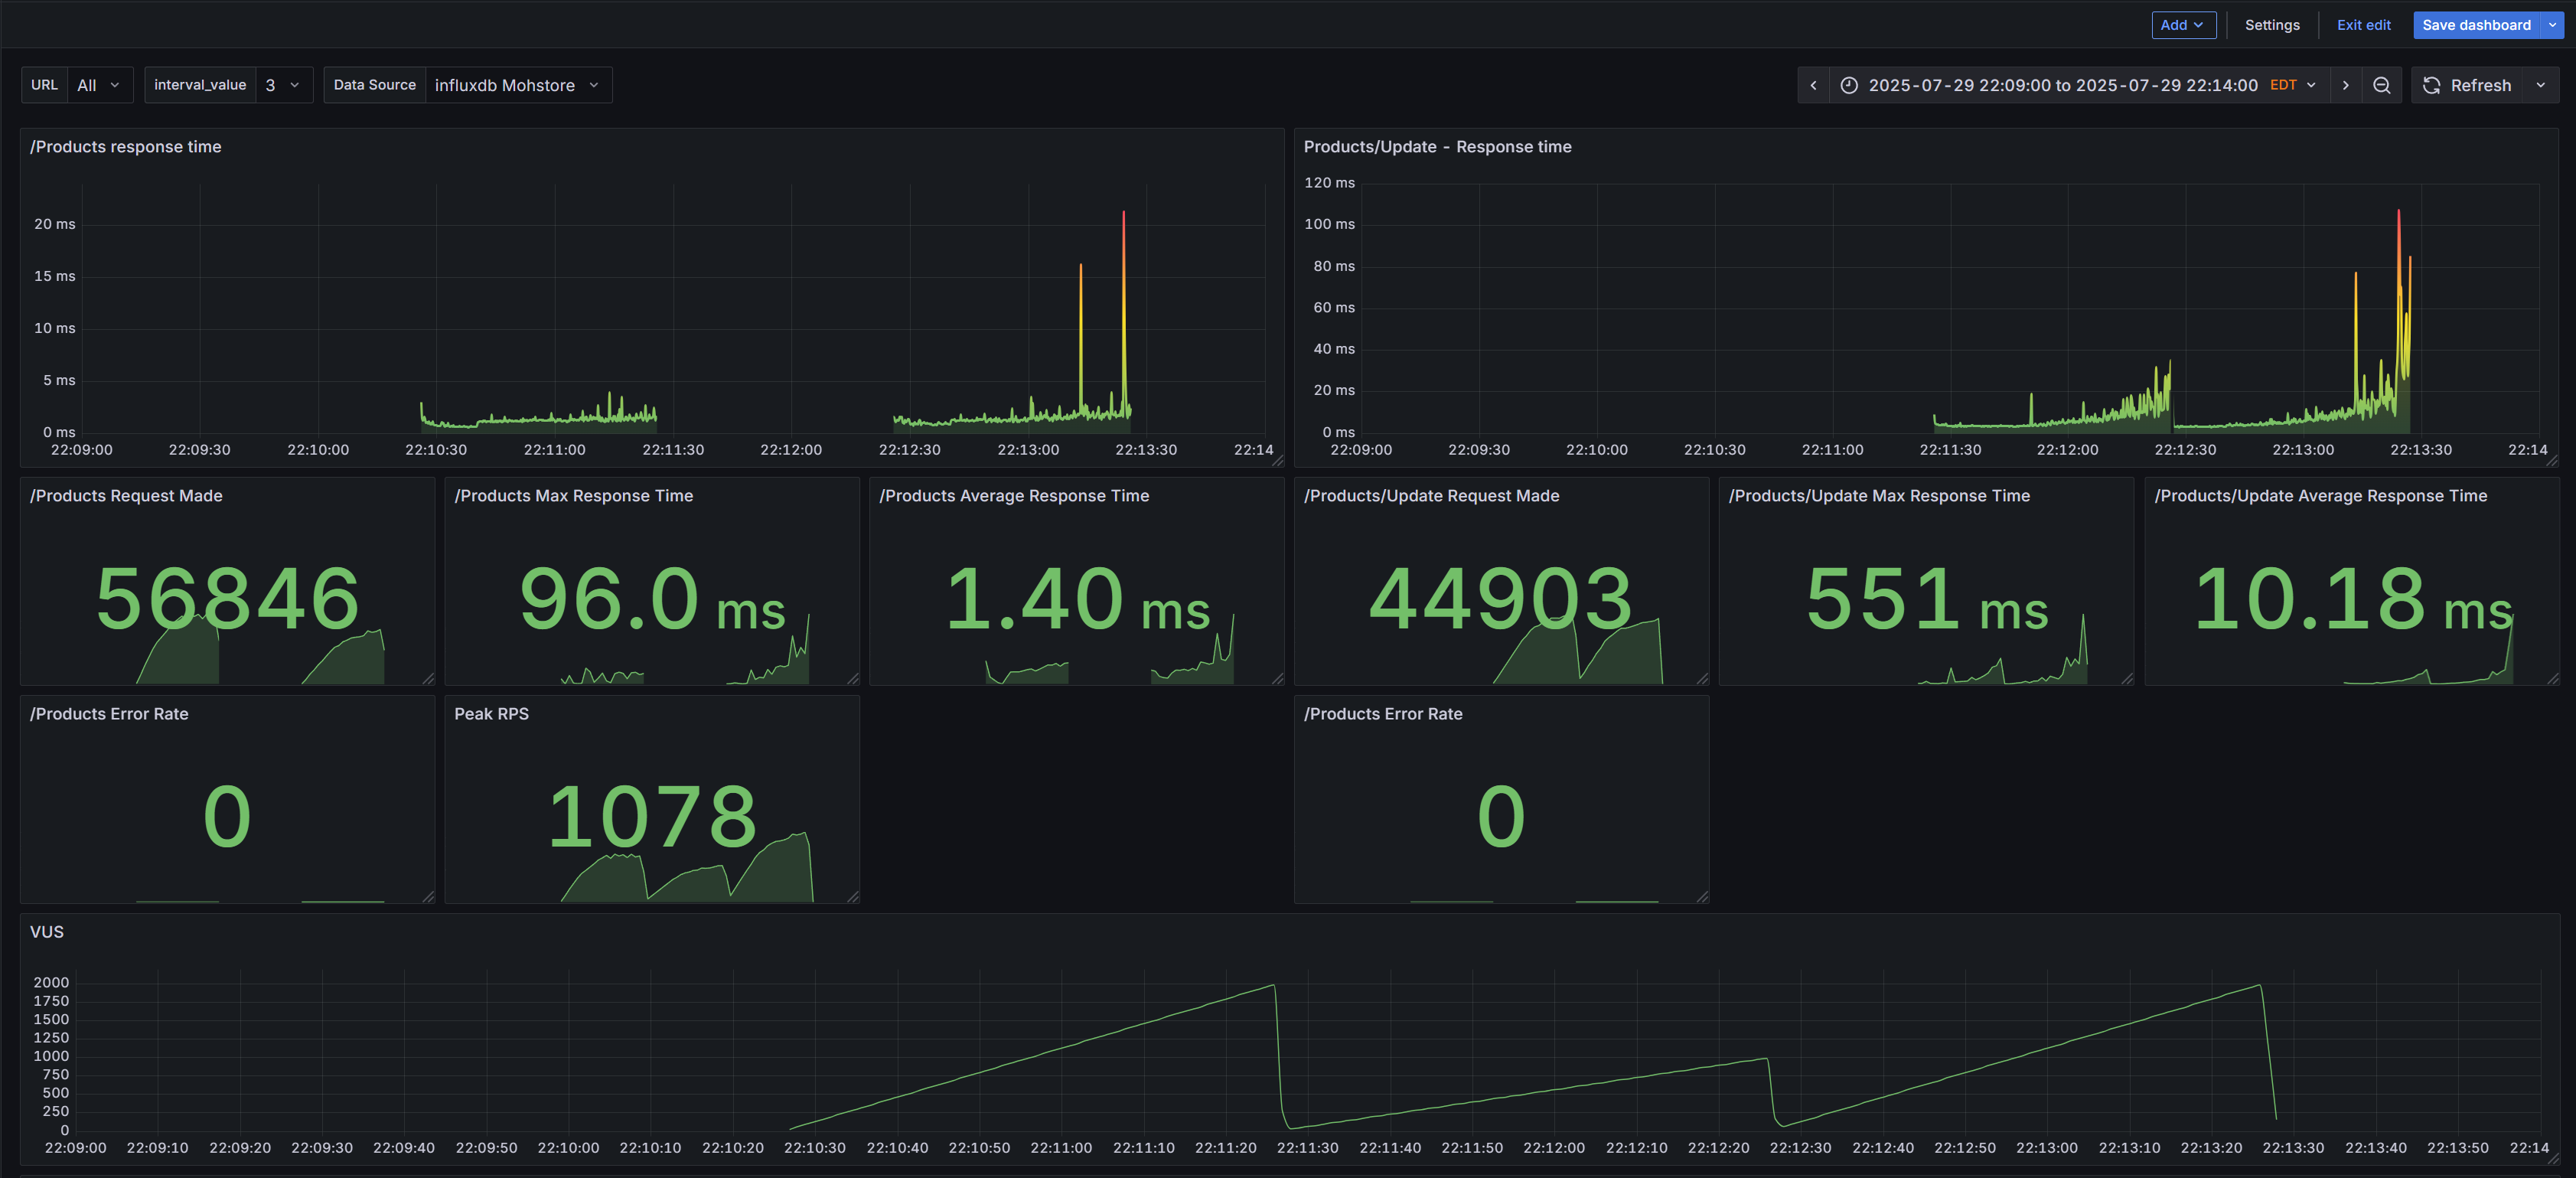 Add Settings Exit edit Save dashboard
URL All interval_value 3 Data Source influxdb Mohstore 2025-07-29 22:09:00 to 2025-07-29 22:14:00 EDT Refresh
/Products response time
20 ms
15 ms
10 ms
5 ms
0 ms
22:09:00 22:09:30 22:10:00 22:10:30 22:11:00 22:11:30 22:12:00 22:12:30 22:13:00 22:13:30 22:14
Products/Update - Response time
120 ms
100 ms
80 ms
60 ms
40 ms
20 ms
0 ms
22:09:00 22:09:30 22:10:00 22:10:30 22:11:00 22:11:30 22:12:00 22:12:30 22:13:00 22:13:30 22:14
/Products Request Made
56846
/Products Max Response Time
96.0 ms
/Products Average Response Time
1.40 ms
/Products/Update Request Made
44903
/Products/Update Max Response Time
551 ms
/Products/Update Average Response Time
10.18 ms
/Products Error Rate
0
Peak RPS
1078
/Products Error Rate
0
VUS
2000
1750
1500
1250
1000
750
500
250
0
22:09:00 22:09:10 22:09:20 22:09:30 22:09:40 22:09:50 22:10:00 22:10:10 22:10:20 22:10:30 22:10:40 22:10:50 22:11:00 22:11:10 22:11:20 22:11:30 22:11:40 22:11:50 22:12:00 22:12:10 22:12:20 22:12:30 22:12:40 22:12:50 22:13:00 22:13:10 22:13:20 22:13:30 22:13:40 22:13:50 22:14